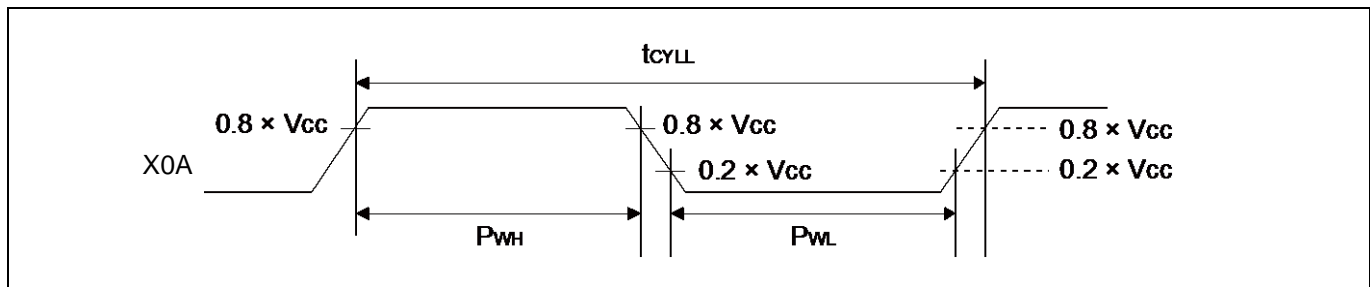 tCYLL
0.8 × Vcc
0.8 × Vcc
0.8 × Vcc
X0A
0.2 × Vcc
0.2 × Vcc
PWH
PWL